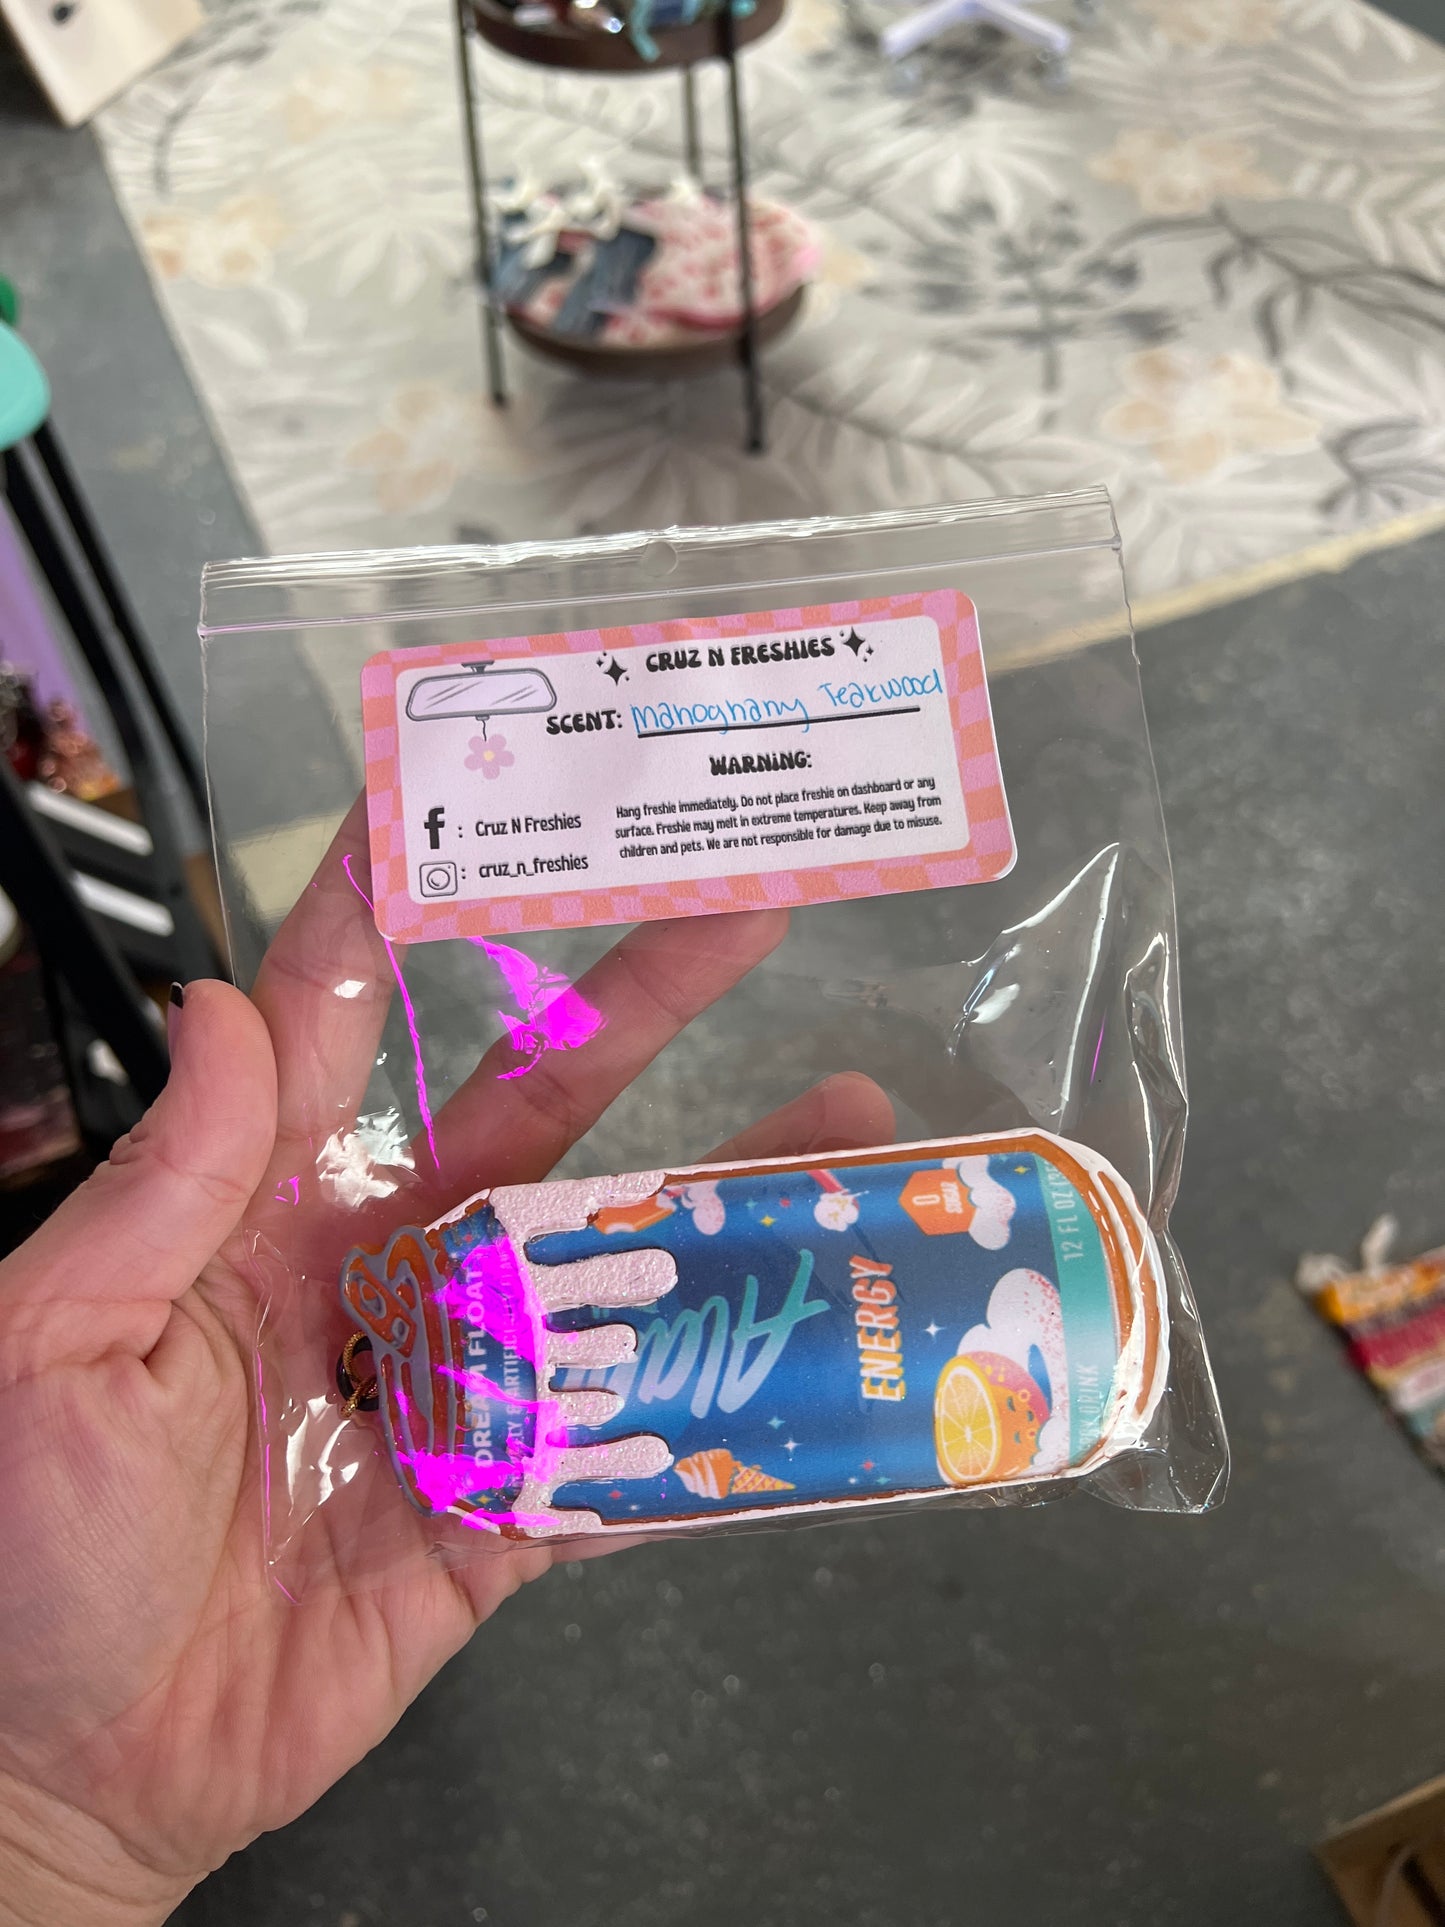 CRUZ N FRESHIES
SCENT: Mahoghany Teakwood
WARNING:
Hang freshie immediately. Do not place freshie on dashboard or any
surface. Freshie may melt in extreme temperatures. Keep away from
children and pets. We are not responsible for damage due to misuse.
f : Cruz N Freshies
: cruz_n_freshies
DREAM FLOAT
Alani
ENERGY
0
SUGAR
12 FL OZ
DRINK